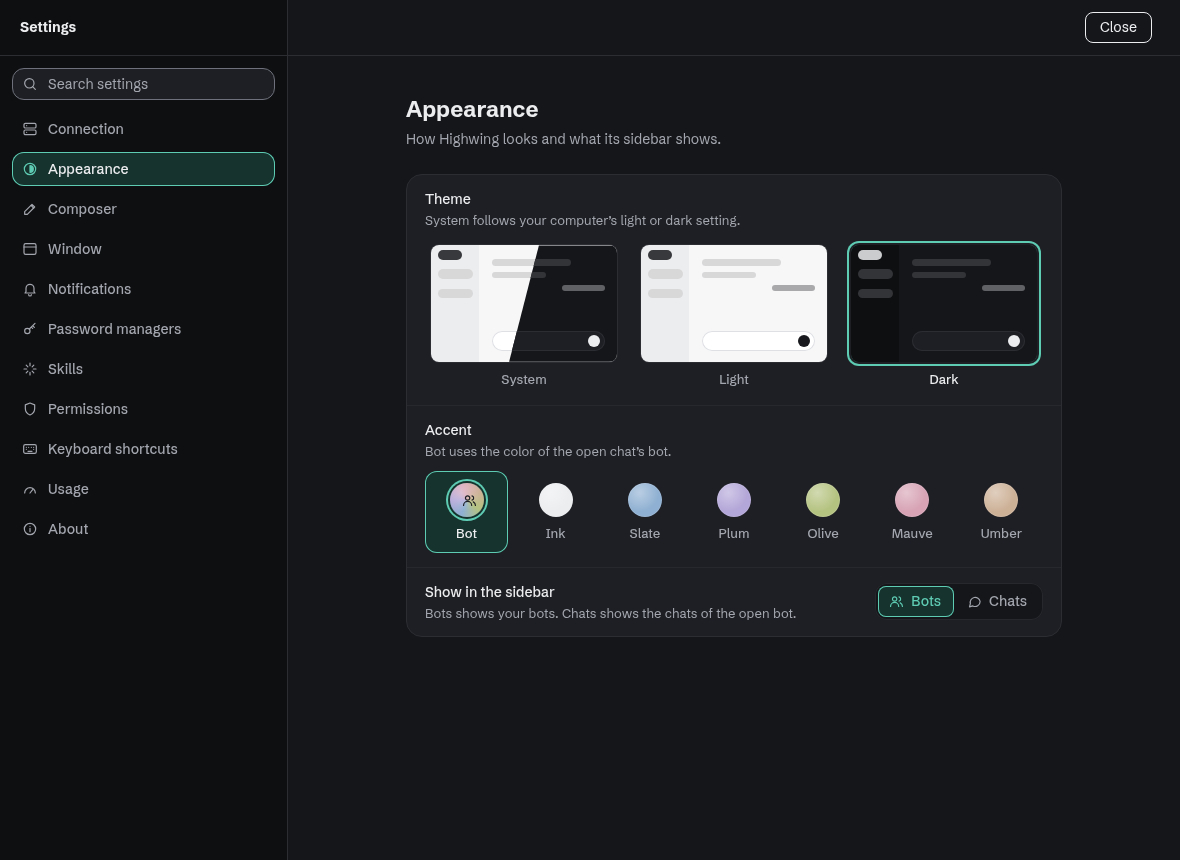 Settings
Close
Search settings
Connection
Appearance
Composer
Window
Notifications
Password managers
Skills
Permissions
Keyboard shortcuts
Usage
About
Appearance
How Highwing looks and what its sidebar shows.
Theme
System follows your computer's light or dark setting.
System
Light
Dark
Accent
Bot uses the color of the open chat's bot.
Bot
Ink
Slate
Plum
Olive
Mauve
Umber
Show in the sidebar
Bots shows your bots. Chats shows the chats of the open bot.
Bots
Chats